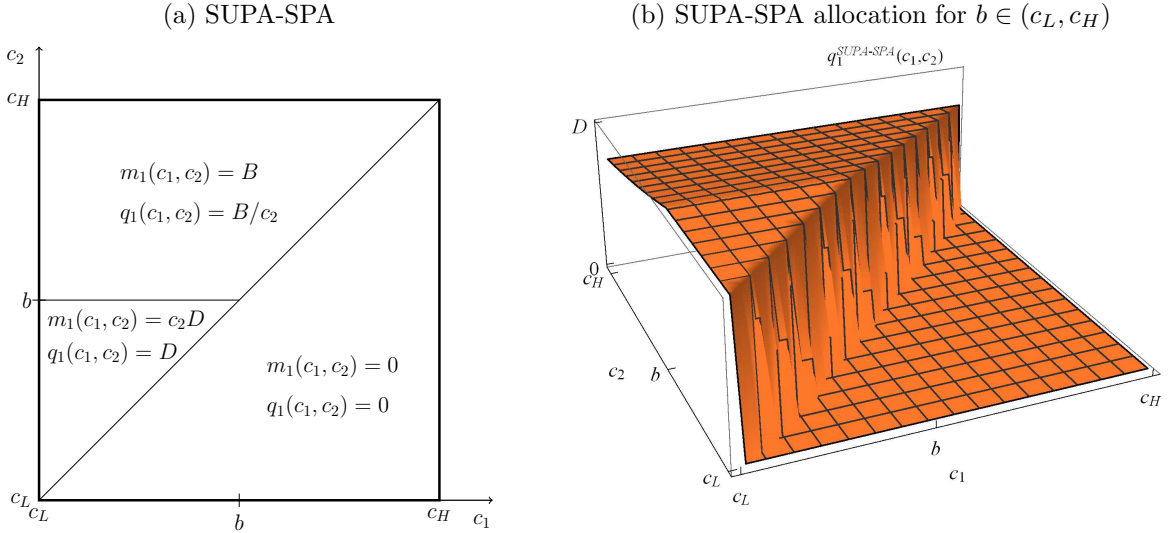 (a) SUPA-SPA
c_2
c_H
m_1(c_1, c_2) = B
q_1(c_1, c_2) = B/c_2
b
m_1(c_1, c_2) = c_2D
q_1(c_1, c_2) = D
m_1(c_1, c_2) = 0
q_1(c_1, c_2) = 0
c_L
c_L
b
c_H
c_1
(b) SUPA-SPA allocation for b ∈ (c_L, c_H)
q_1^{SUPA-SPA}(c_1,c_2)
D
0
c_H
c_2
b
c_L
c_L
b
c_1
c_H